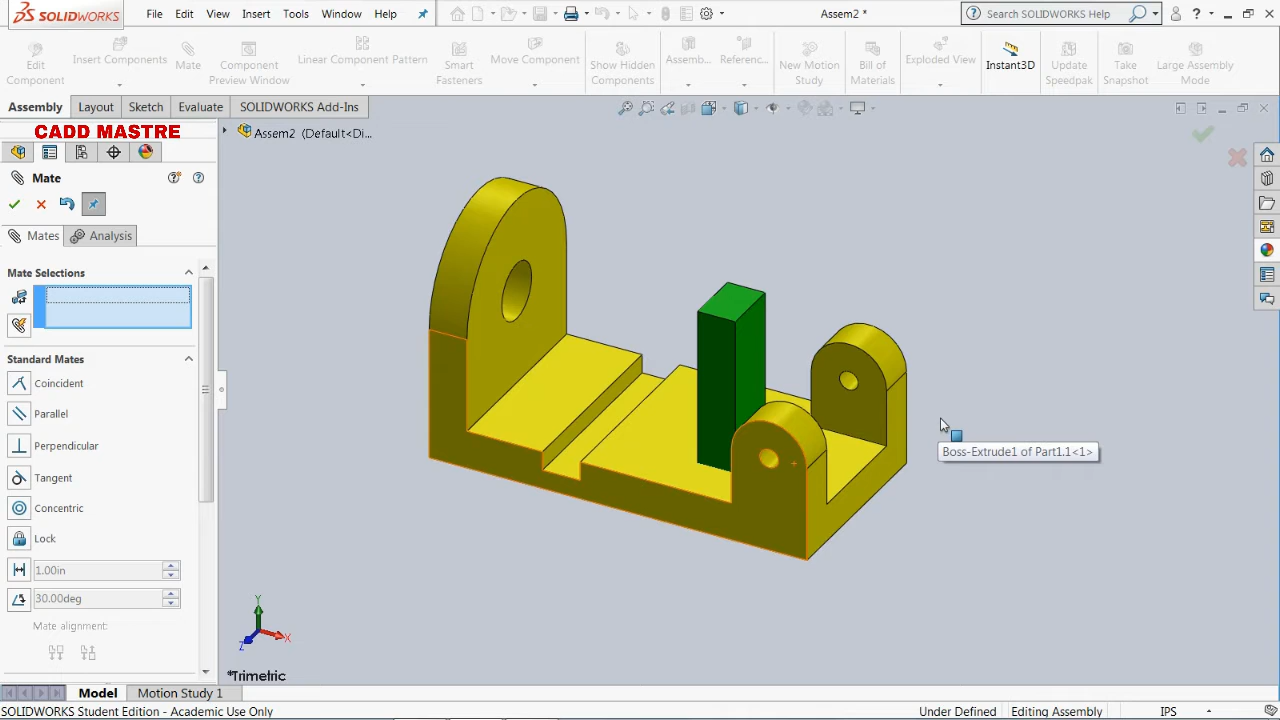 SOLIDWORKS File Edit View Insert Tools Window Help Assem2 * Search SOLIDWORKS Help ?
Edit Component Insert Components Mate Component Preview Window Linear Component Pattern Smart Fasteners Move Component Show Hidden Components Assemb... Referenc... New Motion Study Bill of Materials Exploded View Instant3D Update Speedpak Take Snapshot Large Assembly Mode
Assembly Layout Sketch Evaluate SOLIDWORKS Add-Ins
CADD MASTRE
Assem2 (Default<Di...
Mate
Mates Analysis
Mate Selections
Standard Mates
Coincident
Parallel
Perpendicular
Tangent
Concentric
Lock
1.00in
30.00deg
Mate alignment:
Boss-Extrude1 of Part1.1<1>
Y
X
Z
*Trimetric
Model Motion Study 1
SOLIDWORKS Student Edition - Academic Use Only Under Defined Editing Assembly IPS